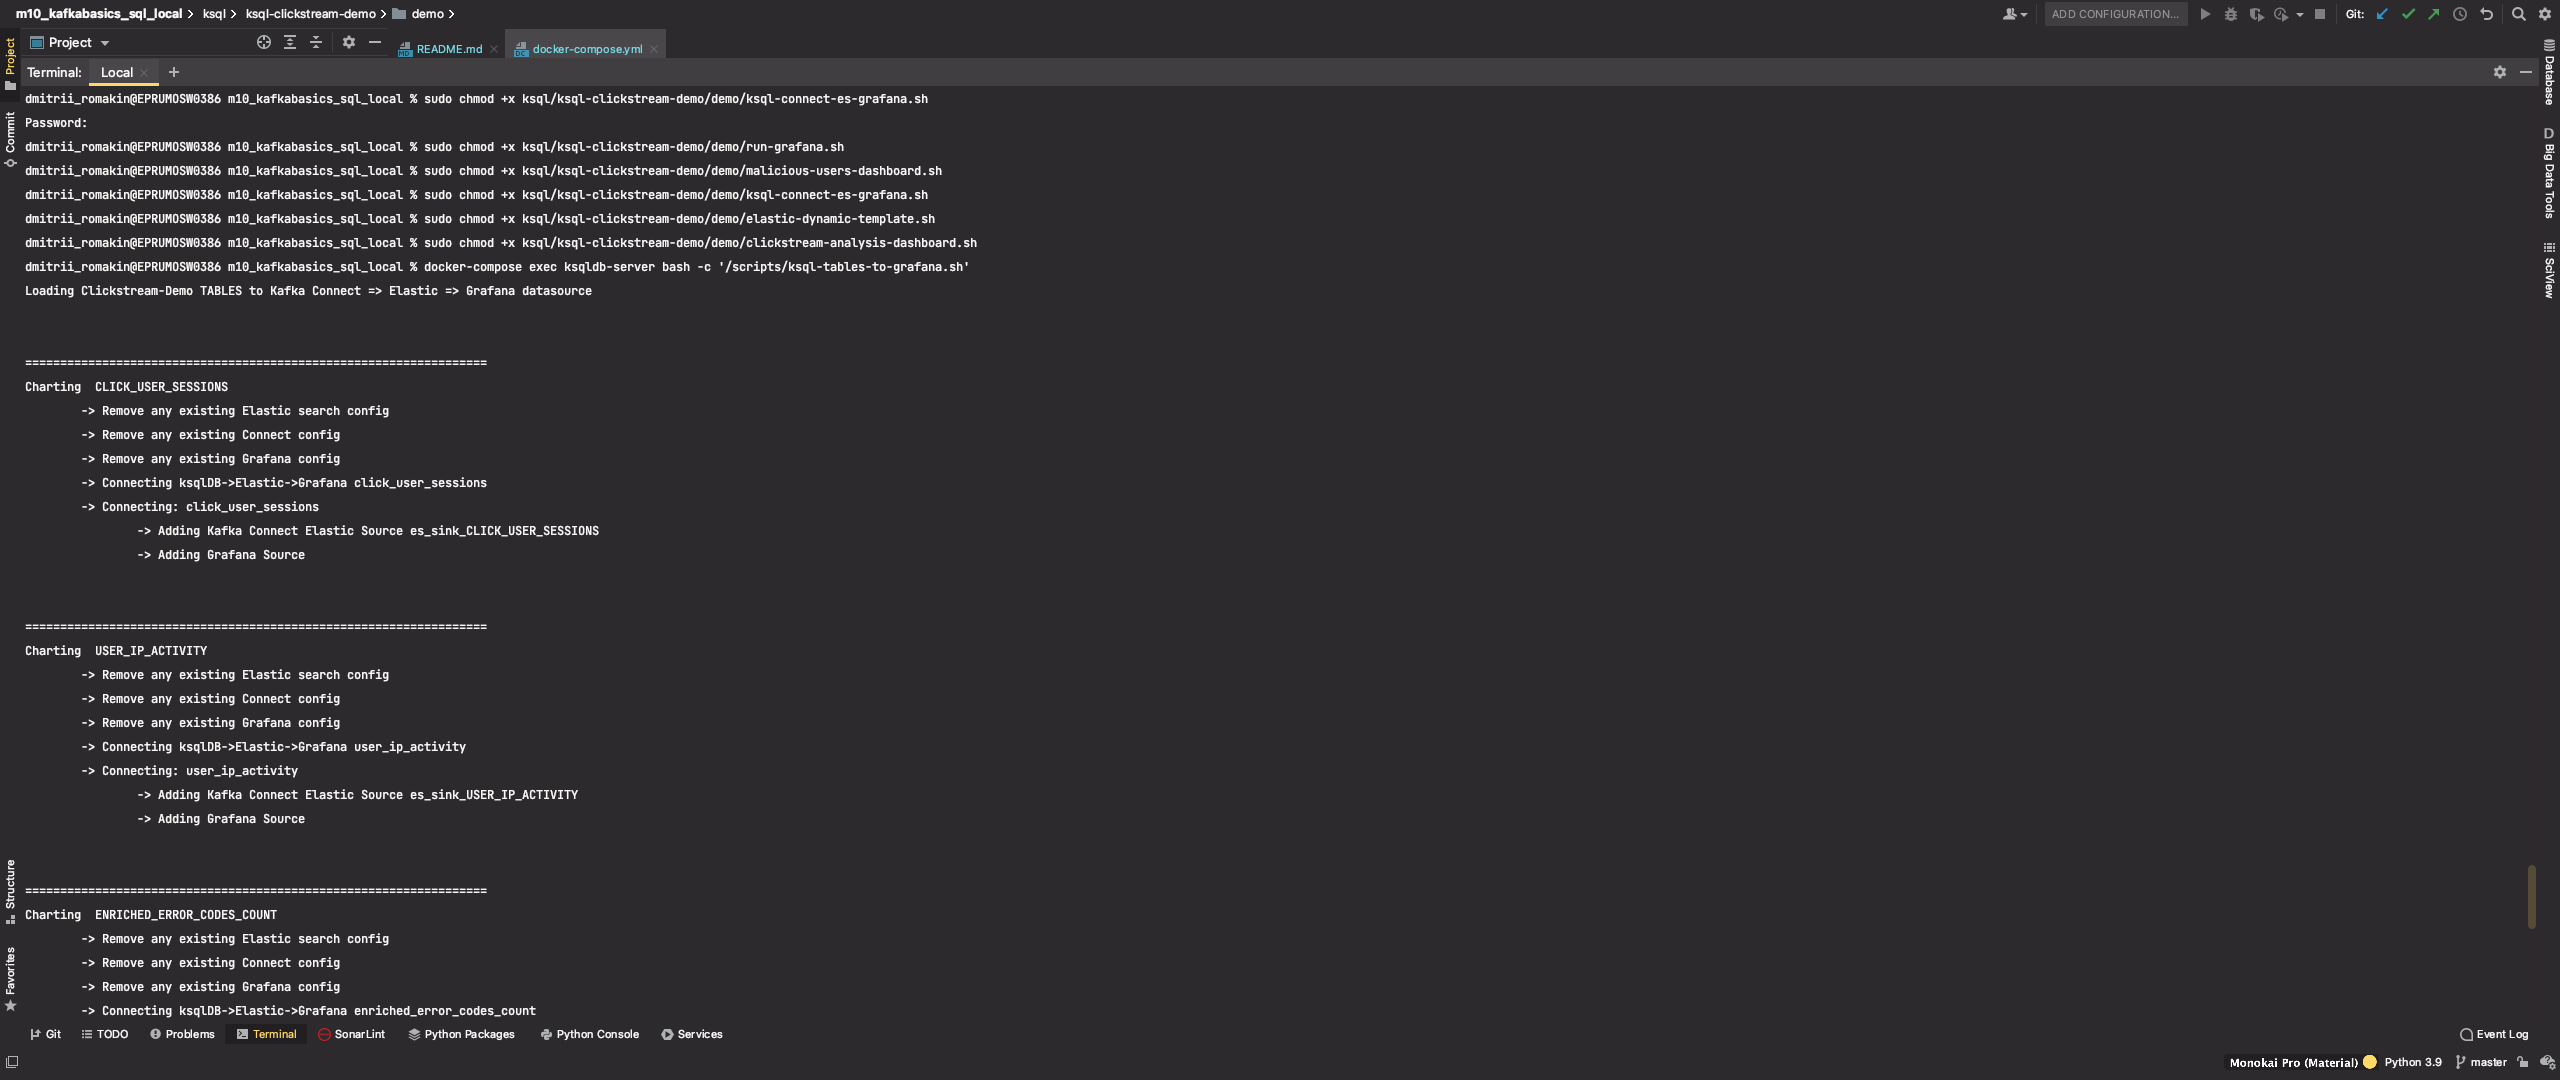 m10_kafkabasics_sql_local ksql ksql-clickstream-demo demo
ADD CONFIGURATION... Git:
Project
README.md docker-compose.yml
Terminal: Local
dmitrii_romakin@EPRUMOSW0386 m10_kafkabasics_sql_local % sudo chmod +x ksql/ksql-clickstream-demo/demo/ksql-connect-es-grafana.sh
Password:
dmitrii_romakin@EPRUMOSW0386 m10_kafkabasics_sql_local % sudo chmod +x ksql/ksql-clickstream-demo/demo/run-grafana.sh
dmitrii_romakin@EPRUMOSW0386 m10_kafkabasics_sql_local % sudo chmod +x ksql/ksql-clickstream-demo/demo/malicious-users-dashboard.sh
dmitrii_romakin@EPRUMOSW0386 m10_kafkabasics_sql_local % sudo chmod +x ksql/ksql-clickstream-demo/demo/ksql-connect-es-grafana.sh
dmitrii_romakin@EPRUMOSW0386 m10_kafkabasics_sql_local % sudo chmod +x ksql/ksql-clickstream-demo/demo/elastic-dynamic-template.sh
dmitrii_romakin@EPRUMOSW0386 m10_kafkabasics_sql_local % sudo chmod +x ksql/ksql-clickstream-demo/demo/clickstream-analysis-dashboard.sh
dmitrii_romakin@EPRUMOSW0386 m10_kafkabasics_sql_local % docker-compose exec ksqldb-server bash -c '/scripts/ksql-tables-to-grafana.sh'
Loading Clickstream-Demo TABLES to Kafka Connect => Elastic => Grafana datasource
==================================================================
Charting  CLICK_USER_SESSIONS
-> Remove any existing Elastic search config
-> Remove any existing Connect config
-> Remove any existing Grafana config
-> Connecting ksqlDB->Elastic->Grafana click_user_sessions
-> Connecting: click_user_sessions
-> Adding Kafka Connect Elastic Source es_sink_CLICK_USER_SESSIONS
-> Adding Grafana Source
==================================================================
Charting  USER_IP_ACTIVITY
-> Remove any existing Elastic search config
-> Remove any existing Connect config
-> Remove any existing Grafana config
-> Connecting ksqlDB->Elastic->Grafana user_ip_activity
-> Connecting: user_ip_activity
-> Adding Kafka Connect Elastic Source es_sink_USER_IP_ACTIVITY
-> Adding Grafana Source
==================================================================
Charting  ENRICHED_ERROR_CODES_COUNT
-> Remove any existing Elastic search config
-> Remove any existing Connect config
-> Remove any existing Grafana config
-> Connecting ksqlDB->Elastic->Grafana enriched_error_codes_count
Project
Commit
Structure
Favorites
Database
D Big Data Tools
SciView
Git TODO Problems Terminal SonarLint Python Packages Python Console Services Event Log
Monokai Pro (Material) Python 3.9 master